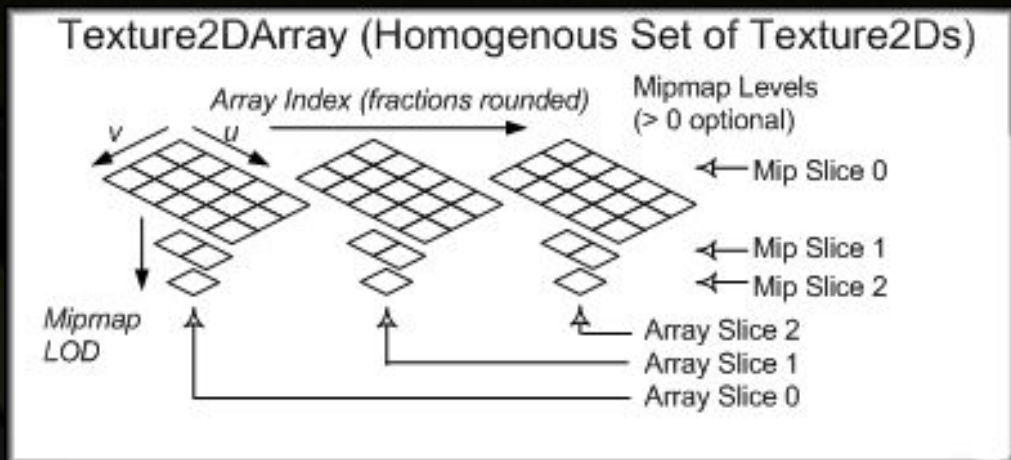 Texture2DArray (Homogenous Set of Texture2Ds)
Array Index (fractions rounded)
Mipmap Levels
(> 0 optional)
v
u
Mip Slice 0
Mip Slice 1
Mip Slice 2
Mipmap
LOD
Array Slice 2
Array Slice 1
Array Slice 0